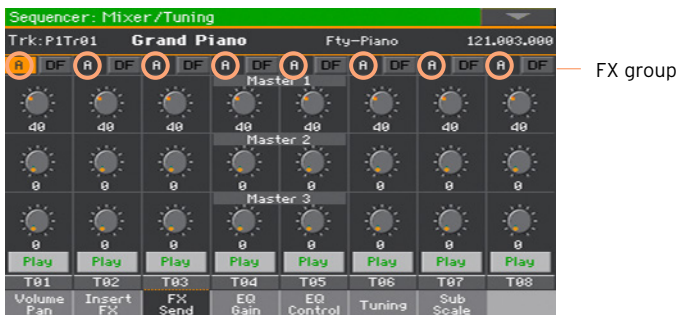 Sequencer: Mixer/Tuning
Trk:P1Tr01 Grand Piano Fty-Piano 121.003.000
A DF A DF A DF A DF A DF A DF A DF A DF
FX group
Master 1
40 40 40 40 40 40 40 40
Master 2
0 0 0 0 0 0 0 0
Master 3
0 0 0 0 0 0 0 0
Play Play Play Play Play Play Play Play
T01 T02 T03 T04 T05 T06 T07 T08
Volume Pan Insert FX FX Send EQ Gain EQ Control Tuning Sub Scale